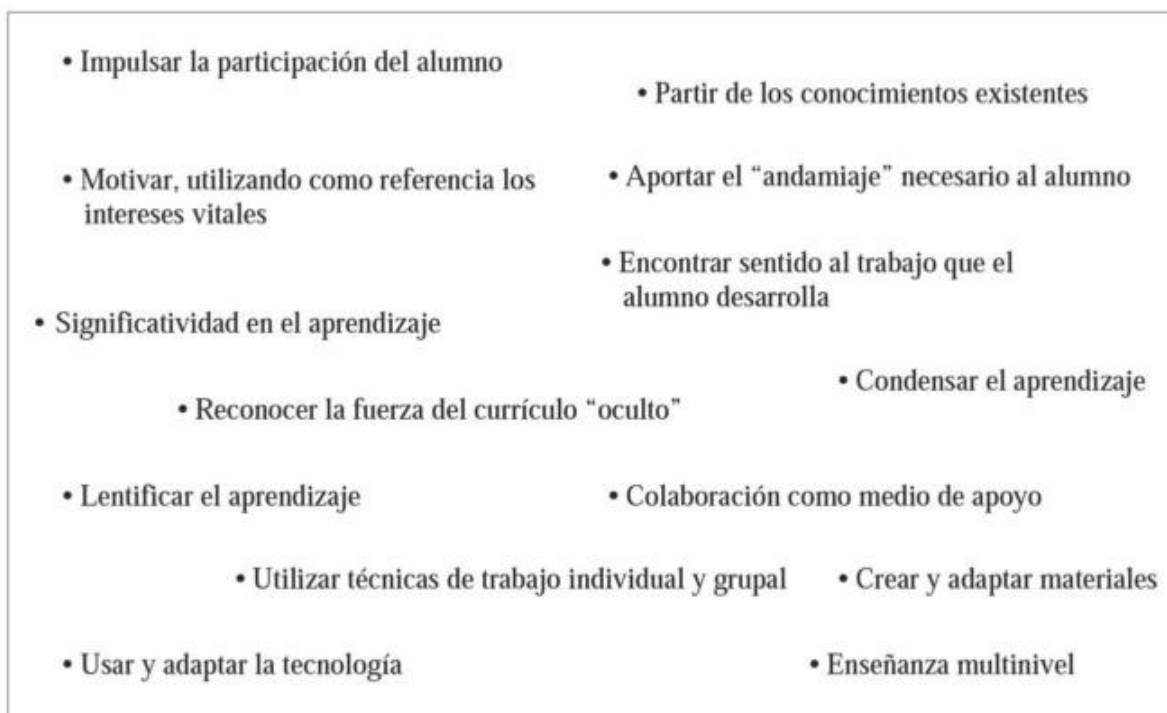 • Impulsar la participación del alumno
• Partir de los conocimientos existentes
• Motivar, utilizando como referencia los
intereses vitales
• Aportar el “andamiaje” necesario al alumno
• Encontrar sentido al trabajo que el
alumno desarrolla
• Significatividad en el aprendizaje
• Condensar el aprendizaje
• Reconocer la fuerza del currículo “oculto”
• Lentificar el aprendizaje
• Colaboración como medio de apoyo
• Utilizar técnicas de trabajo individual y grupal
• Crear y adaptar materiales
• Usar y adaptar la tecnología
• Enseñanza multinivel